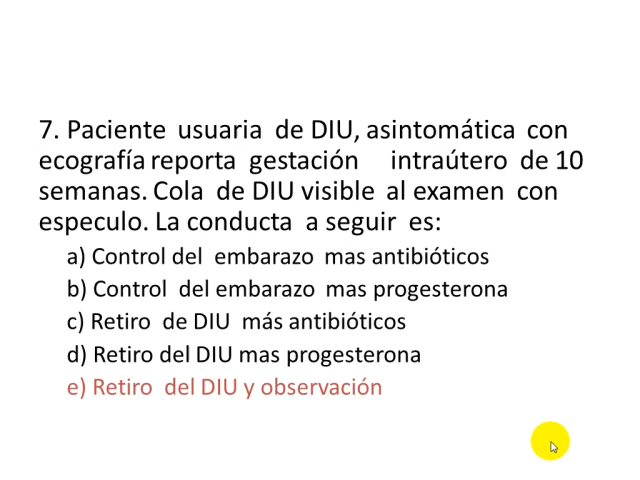 7. Paciente usuaria de DIU, asintomática con
ecografía reporta gestación intraútero de 10
semanas. Cola de DIU visible al examen con
especulo. La conducta a seguir es:
a) Control del embarazo mas antibióticos
b) Control del embarazo mas progesterona
c) Retiro de DIU más antibióticos
d) Retiro del DIU mas progesterona
e) Retiro del DIU y observación